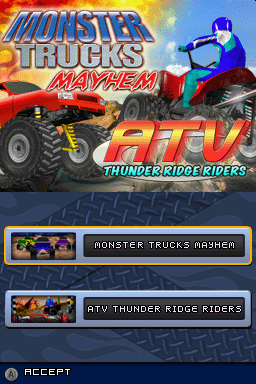 MONSTER
TRUCKS
MAYHEM
ATV
THUNDER RIDGE RIDERS
MONSTER TRUCKS MAYHEM
ATV THUNDER RIDGE RIDERS
A ACCEPT